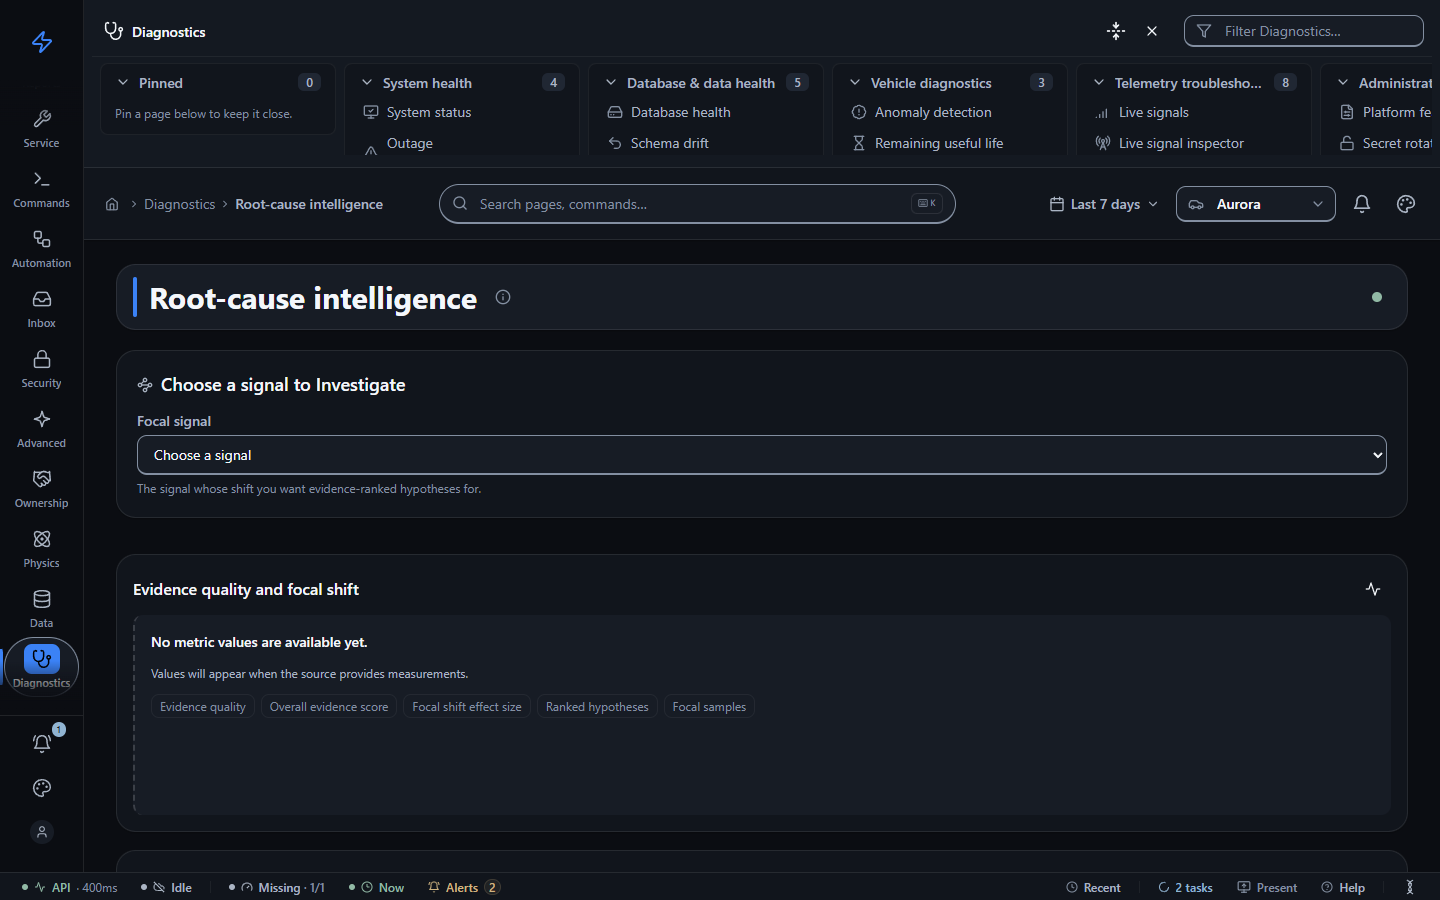 Diagnostics
Filter Diagnostics...
Pinned 0
Pin a page below to keep it close.
System health 4
System status
Outage
Database & data health 5
Database health
Schema drift
Vehicle diagnostics 3
Anomaly detection
Remaining useful life
Telemetry troublesho... 8
Live signals
Live signal inspector
Administrat
Platform fe
Secret rotat
Service
Commands
Automation
Inbox
Security
Advanced
Ownership
Physics
Data
Diagnostics
1
Diagnostics
Root-cause intelligence
Search pages, commands...
K
Last 7 days
Aurora
Root-cause intelligence
Choose a signal to Investigate
Focal signal
Choose a signal
The signal whose shift you want evidence-ranked hypotheses for.
Evidence quality and focal shift
No metric values are available yet.
Values will appear when the source provides measurements.
Evidence quality
Overall evidence score
Focal shift effect size
Ranked hypotheses
Focal samples
API · 400ms
Idle
Missing · 1/1
Now
Alerts 2
Recent
2 tasks
Present
Help